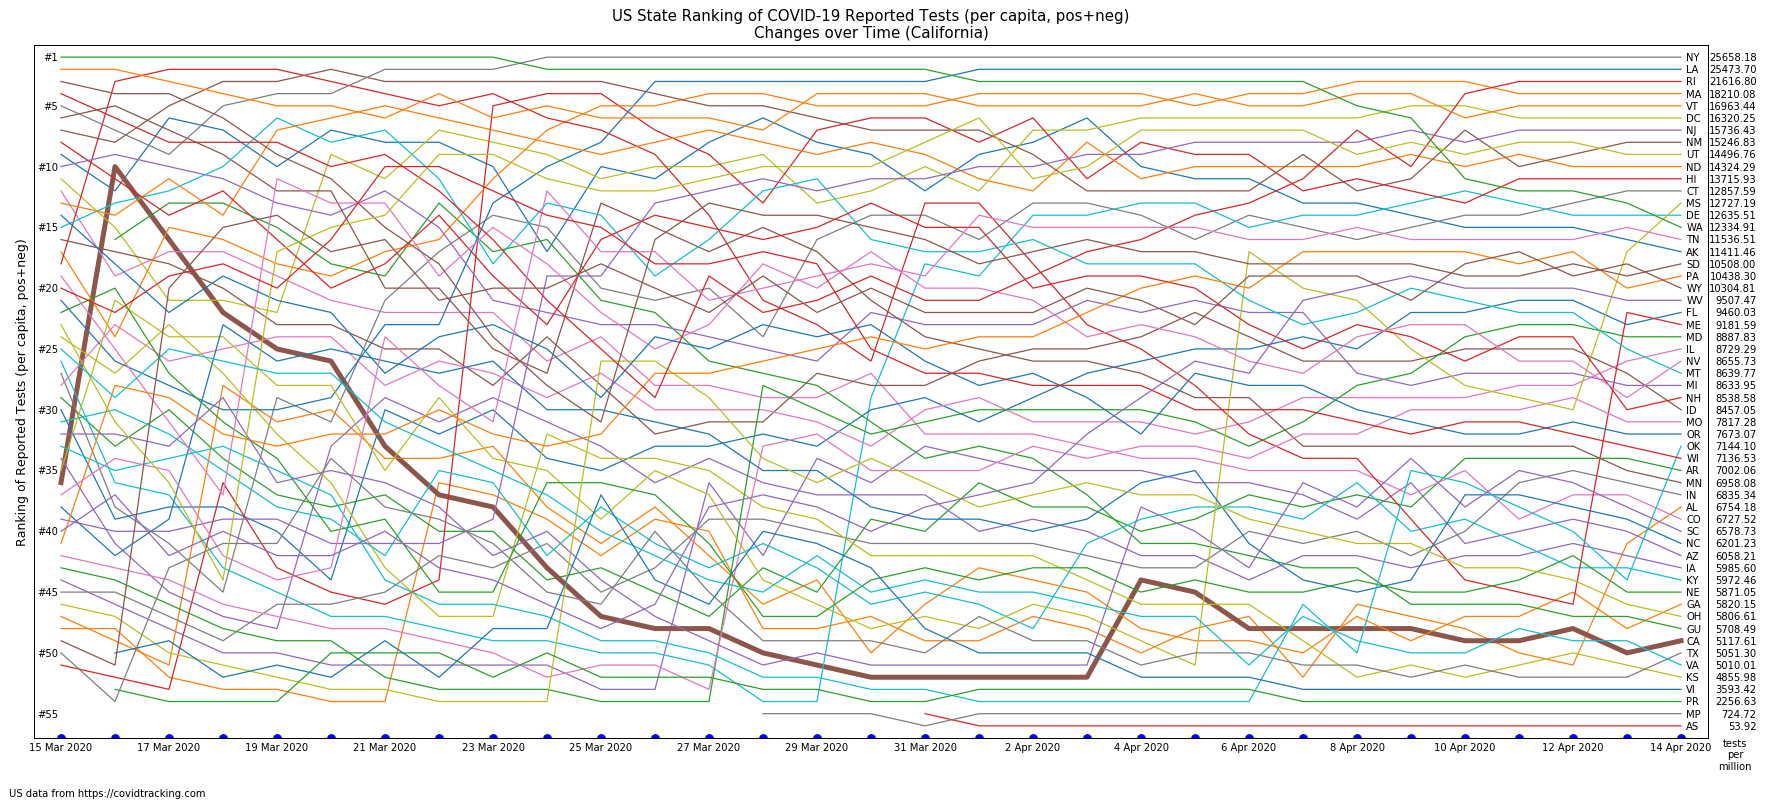 US State Ranking of COVID-19 Reported Tests (per capita, pos+neg)
Changes over Time (California)
Ranking of Reported Tests (per capita, pos+neg)
#1
#5
#10
#15
#20
#25
#30
#35
#40
#45
#50
#55
NY 25658.18
LA 25473.70
RI 21616.80
MA 18210.08
VT 16963.44
DC 16320.25
NJ 15736.43
NM 15246.83
UT 14496.76
ND 14324.29
HI 13715.93
CT 12857.59
MS 12727.19
DE 12635.51
WA 12334.91
TN 11536.51
AK 11411.46
SD 10508.00
PA 10438.30
WY 10304.81
WV 9507.47
FL 9460.03
ME 9181.59
MD 8887.83
IL 8729.29
NV 8655.73
MT 8639.77
MI 8633.95
NH 8538.58
ID 8457.05
MO 7817.28
OR 7673.07
OK 7144.10
WI 7136.53
AR 7002.06
MN 6958.08
IN 6835.34
AL 6754.18
CO 6727.52
SC 6578.73
NC 6201.23
AZ 6058.21
IA 5985.60
KY 5972.46
NE 5871.05
GA 5820.15
OH 5806.61
GU 5708.49
CA 5117.61
TX 5051.30
VA 5010.01
KS 4855.98
VI 3593.42
PR 2256.63
MP 724.72
AS 53.92
15 Mar 2020 17 Mar 2020 19 Mar 2020 21 Mar 2020 23 Mar 2020 25 Mar 2020 27 Mar 2020 29 Mar 2020 31 Mar 2020 2 Apr 2020 4 Apr 2020 6 Apr 2020 8 Apr 2020 10 Apr 2020 12 Apr 2020 14 Apr 2020
tests
per
million
US data from https://covidtracking.com